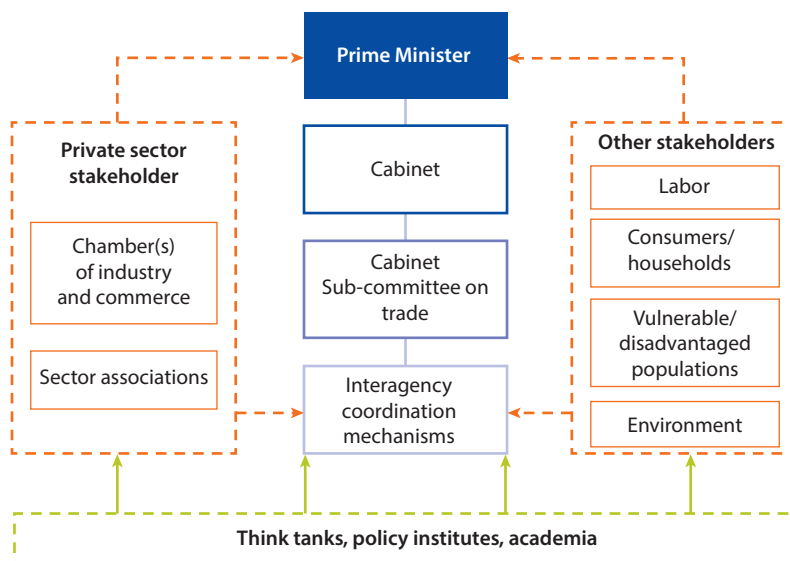 Prime Minister
Private sector
stakeholder
Chamber(s)
of industry
and commerce
Sector associations
Cabinet
Cabinet
Sub-committee on
trade
Interagency
coordination
mechanisms
Other stakeholders
Labor
Consumers/
households
Vulnerable/
disadvantaged
populations
Environment
Think tanks, policy institutes, academia